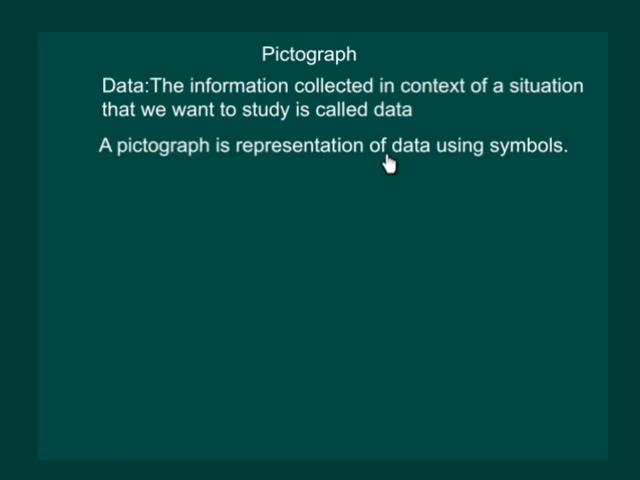 Pictograph
Data:The information collected in context of a situation
that we want to study is called data
A pictograph is representation of data using symbols.